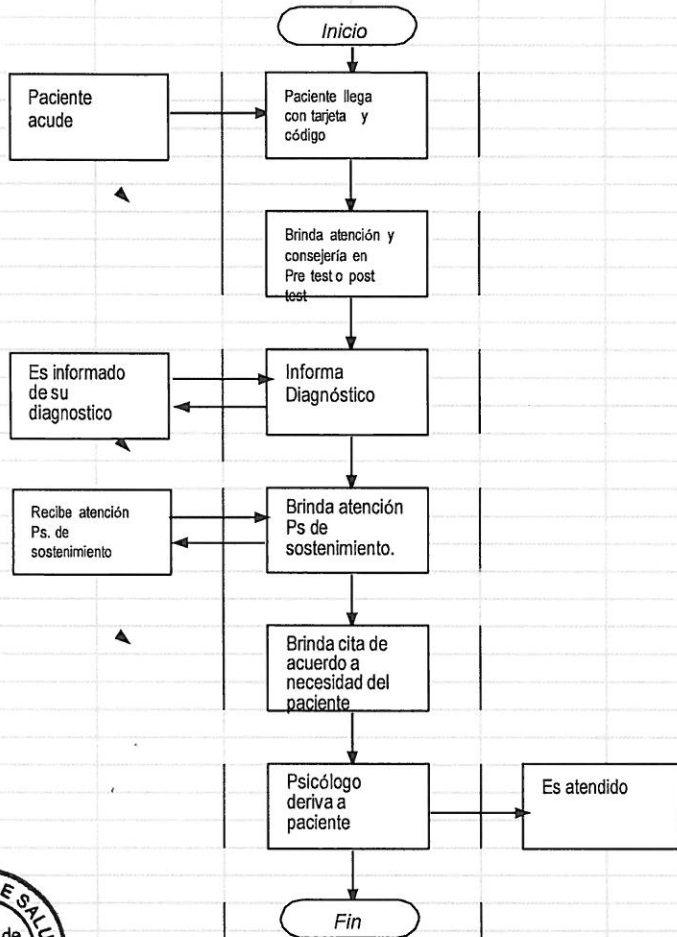 Inicio
Paciente
acude
Paciente llega
con tarjeta y
código
Brinda atención y
consejería en
Pre test o post
test
Es informado
de su
diagnostico
Informa
Diagnóstico
Recibe atención
Ps. de
sostenimiento
Brinda atención
Ps de
sostenimiento.
Brinda cita de
acuerdo a
necesidad del
paciente
Psicólogo
deriva a
paciente
Es atendido
Fin
E SALU
de